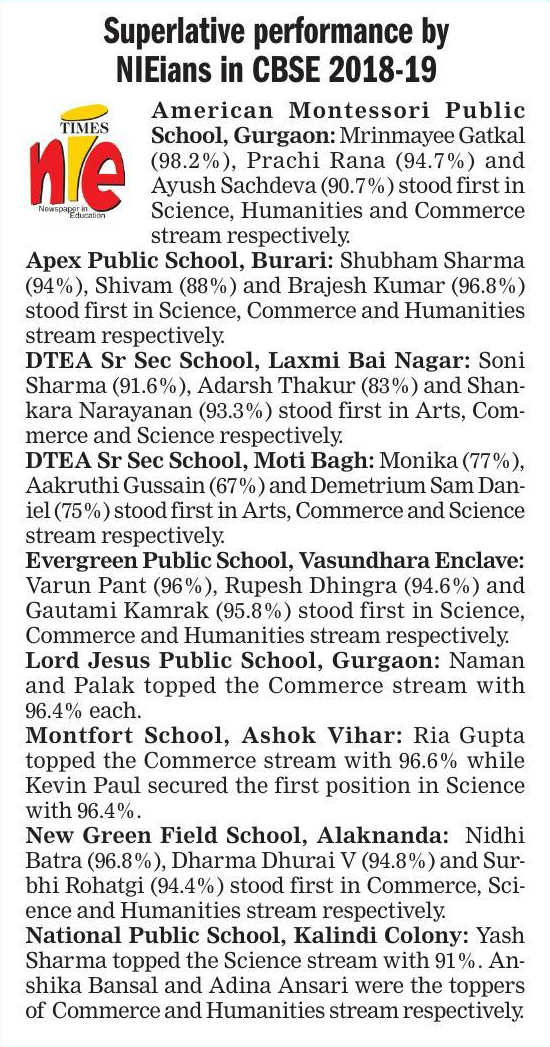 Superlative performance by
NIEians in CBSE 2018-19
TIMES
nie
Newspaper in
Education
American Montessori Public
School, Gurgaon: Mrinmayee Gatkal
(98.2%), Prachi Rana (94.7%) and
Ayush Sachdeva (90.7%) stood first in
Science, Humanities and Commerce
stream respectively.
Apex Public School, Burari: Shubham Sharma
(94%), Shivam (88%) and Brajesh Kumar (96.8%)
stood first in Science, Commerce and Humanities
stream respectively.
DTEA Sr Sec School, Laxmi Bai Nagar: Soni
Sharma (91.6%), Adarsh Thakur (83%) and Shan-
kara Narayanan (93.3%) stood first in Arts, Com-
merce and Science respectively.
DTEA Sr Sec School, Moti Bagh: Monika (77%),
Aakruthi Gussain (67%) and Demetrium Sam Dan-
iel (75%) stood first in Arts, Commerce and Science
stream respectively.
Evergreen Public School, Vasundhara Enclave:
Varun Pant (96%), Rupesh Dhingra (94.6%) and
Gautami Kamrak (95.8%) stood first in Science,
Commerce and Humanities stream respectively.
Lord Jesus Public School, Gurgaon: Naman
and Palak topped the Commerce stream with
96.4% each.
Montfort School, Ashok Vihar: Ria Gupta
topped the Commerce stream with 96.6% while
Kevin Paul secured the first position in Science
with 96.4%.
New Green Field School, Alaknanda: Nidhi
Batra (96.8%), Dharma Dhurai V (94.8%) and Sur-
bhi Rohatgi (94.4%) stood first in Commerce, Sci-
ence and Humanities stream respectively.
National Public School, Kalindi Colony: Yash
Sharma topped the Science stream with 91%. An-
shika Bansal and Adina Ansari were the toppers
of Commerce and Humanities stream respectively.